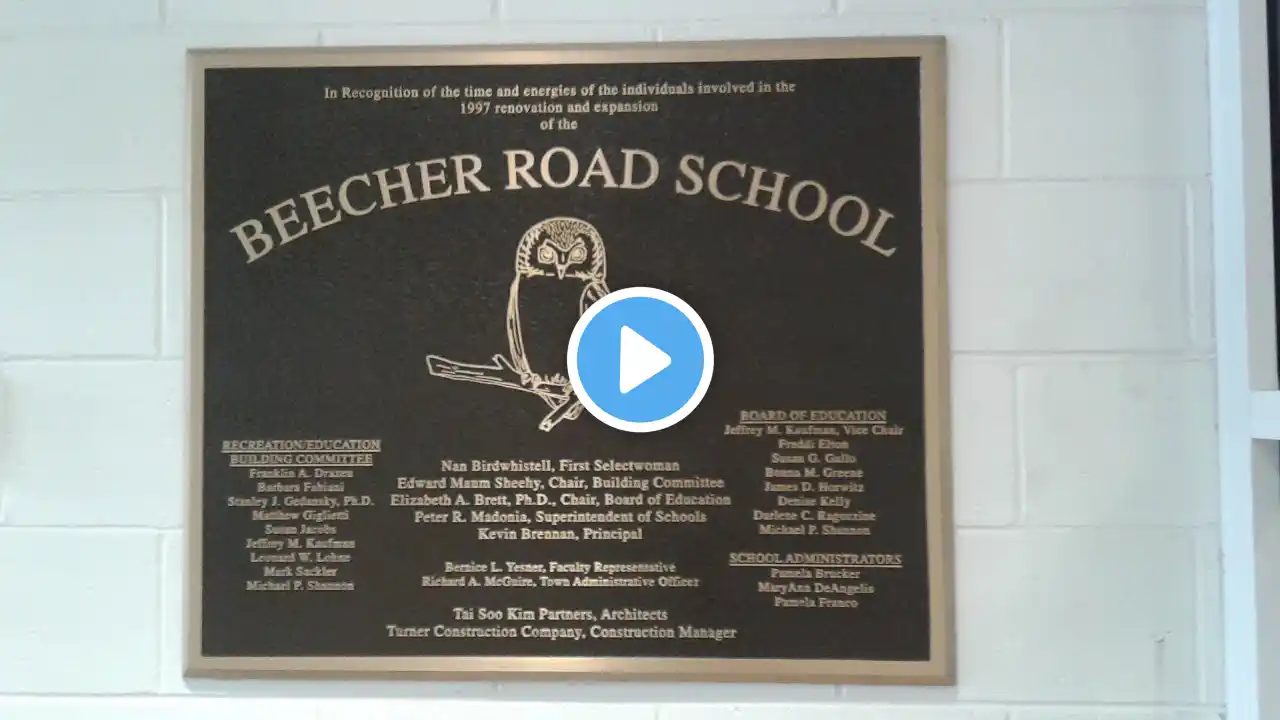 In Recognition of the time and energies of the individuals involved in the
1997 renovation and expansion
of the
BEECHER ROAD SCHOOL
RECREATION/EDUCATION
BUILDING COMMITTEE
Franklin A. Drazen
Barbara Fabiani
Stanley J. Gedansky, Ph.D.
Matthew Giglietti
Susan Jacobs
Jeffrey M. Kaufman
Leonard W. Lohne
Mark Sackler
Michael P. Shannon
Nan Birdwhistell, First Selectwoman
Edward Maum Sheehy, Chair, Building Committee
Elizabeth A. Brett, Ph.D., Chair, Board of Education
Peter R. Madonia, Superintendent of Schools
Kevin Brennan, Principal
Bernice L. Yesner, Faculty Representative
Richard A. McGuire, Town Administrative Officer
Tai Soo Kim Partners, Architects
Turner Construction Company, Construction Manager
BOARD OF EDUCATION
Jeffrey M. Kaufman, Vice Chair
Freddi Elton
Susan G. Gallo
Donna M. Greene
James D. Horwitz
Denise Kelly
Darlene C. Ragozzine
Michael P. Shannon
SCHOOL ADMINISTRATORS
Pamela Brucker
MaryAnn DeAngelis
Pamela Franco